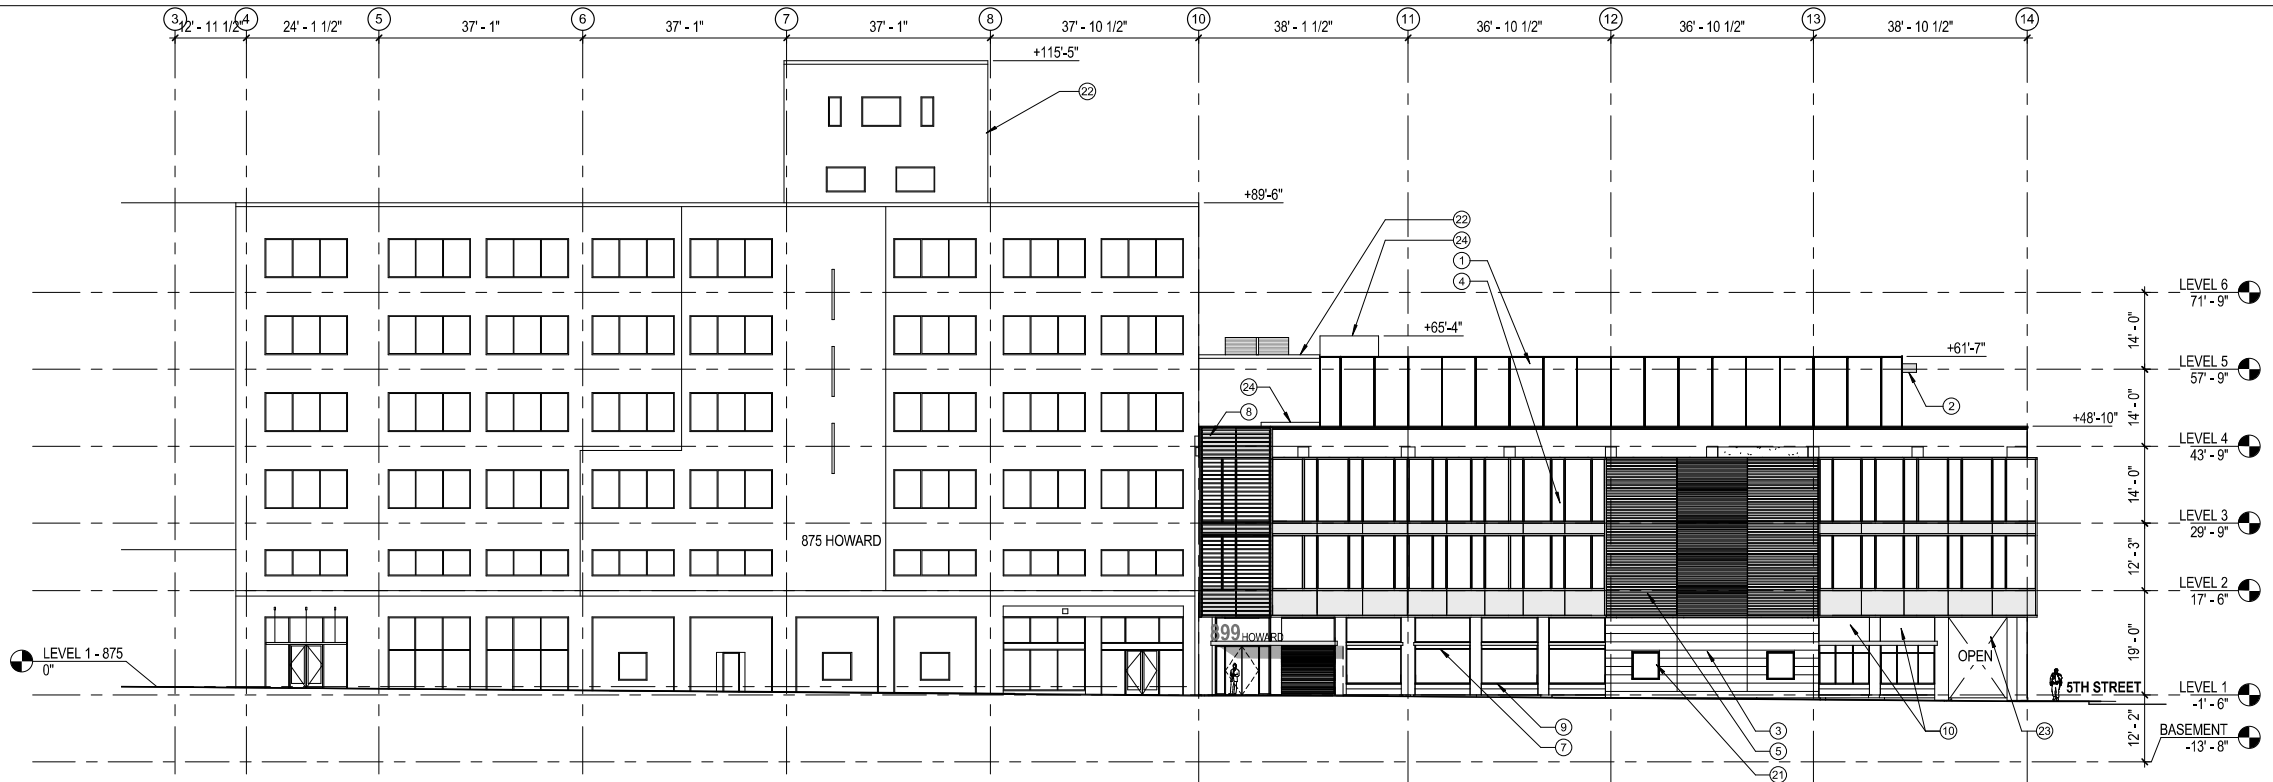 3 4 5 6 7 8 10 11 12 13 14
12' - 11 1/2" 24' - 1 1/2" 37' - 1" 37' - 1" 37' - 1" 37' - 10 1/2" 38' - 1 1/2" 36' - 10 1/2" 36' - 10 1/2" 38' - 10 1/2"
+115'-5"
22
+89'-6"
22
24
1
4
LEVEL 6
71' - 9"
14' - 0"
+65'-4"
+61'-7"
LEVEL 5
57' - 9"
24
8
2
14' - 0"
+48'-10"
LEVEL 4
43' - 9"
14' - 0"
LEVEL 3
29' - 9"
875 HOWARD
12' - 3"
LEVEL 2
17' - 6"
899 HOWARD
19' - 0"
OPEN
LEVEL 1 - 875
0"
5TH STREET
LEVEL 1
-1' - 6"
9
7
3
5
21
10
23
12' - 2"
BASEMENT
-13' - 8"